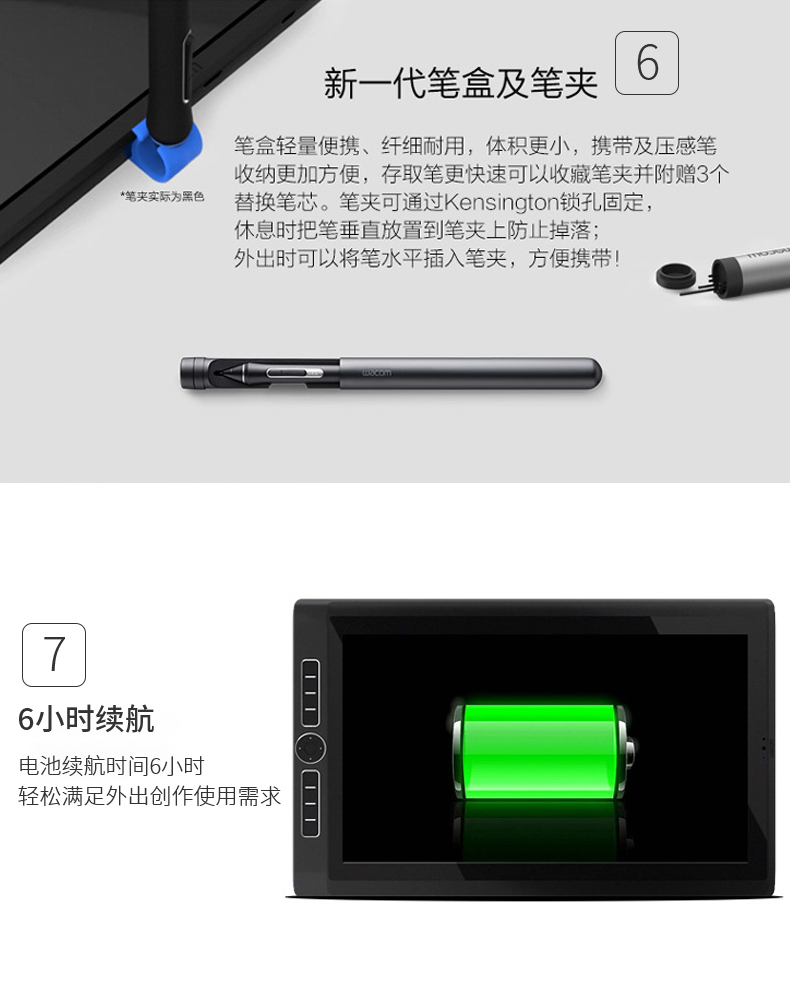 新一代笔盒及笔夹
6
笔盒轻量便携、纤细耐用，体积更小，携带及压感笔
收纳更加方便，存取笔更快速可以收藏笔夹并附赠3个
替换笔芯。笔夹可通过Kensington锁孔固定，
休息时把笔垂直放置到笔夹上防止掉落；
外出时可以将笔水平插入笔夹，方便携带！
*笔夹实际为黑色
wacom
wacom
7
6小时续航
电池续航时间6小时
轻松满足外出创作使用需求